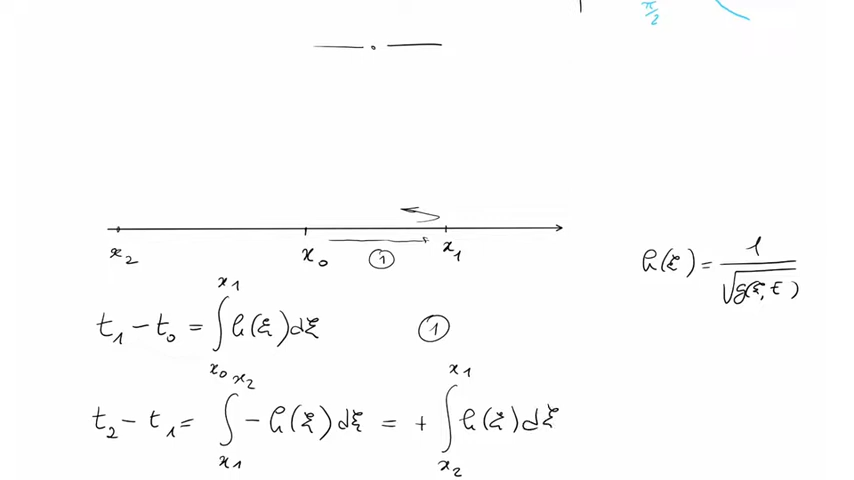 π/2
x₂ x₀ ① x₁
h(ξ) = 1/√g(ξ, E)
t₁ − t₀ = ∫_{x₀}^{x₁} h(ξ) dξ ①
t₂ − t₁ = ∫_{x₁}^{x₂} − h(ξ) dξ = + ∫_{x₂}^{x₁} h(ξ) dξ